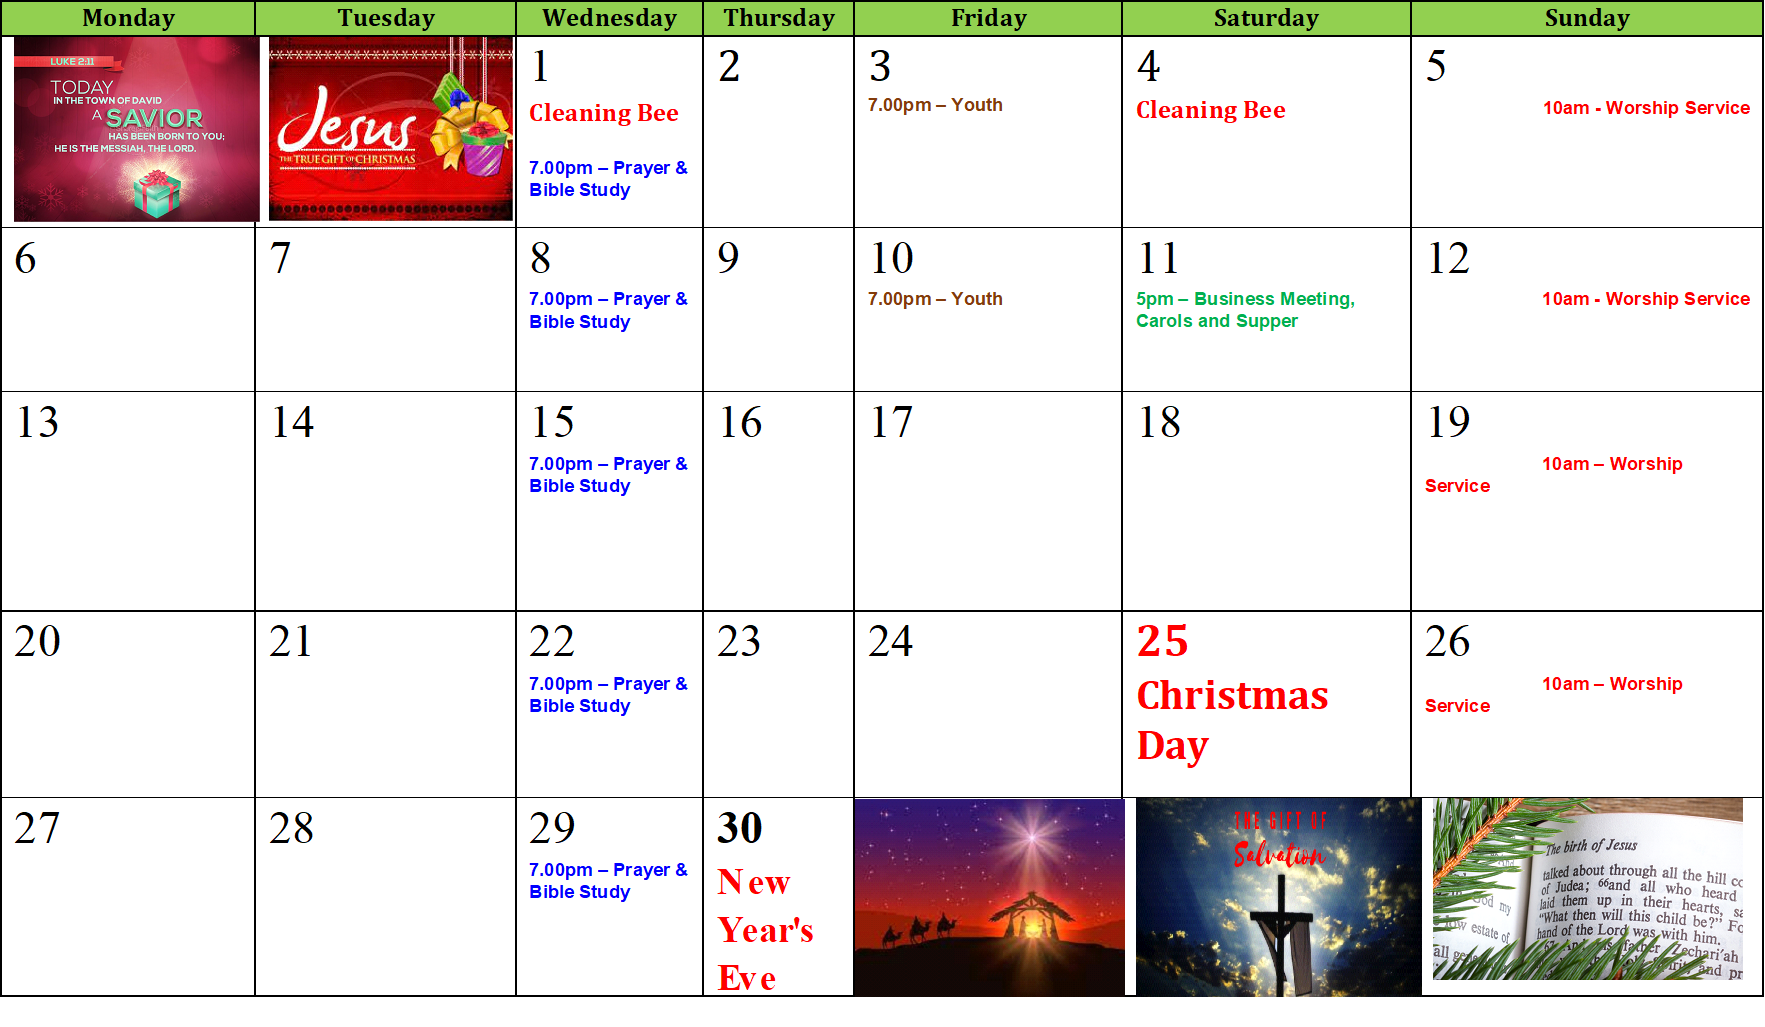 Monday Tuesday Wednesday Thursday Friday Saturday Sunday
LUKE 2:11
TODAY
IN THE TOWN OF DAVID
A SAVIOR
HAS BEEN BORN TO YOU;
HE IS THE MESSIAH, THE LORD.
Jesus
THE TRUE GIFT OF CHRISTMAS
1
Cleaning Bee
7.00pm – Prayer &
Bible Study
2
3
7.00pm – Youth
4
Cleaning Bee
5
10am - Worship Service
6
7
8
7.00pm – Prayer &
Bible Study
9
10
7.00pm – Youth
11
5pm – Business Meeting,
Carols and Supper
12
10am - Worship Service
13
14
15
7.00pm – Prayer &
Bible Study
16
17
18
19
10am – Worship
Service
20
21
22
7.00pm – Prayer &
Bible Study
23
24
25
Christmas
Day
26
10am – Worship
Service
27
28
29
7.00pm – Prayer &
Bible Study
30
New
Year's
Eve
THE GIFT OF
Salvation
The birth of Jesus
talked about through all the hill
of Judea; 66and all who heard
laid them up in their hearts,
"What then will this child be?"
hand of the Lord was with him.
father Zechari'ah
and
my
low estate of
all